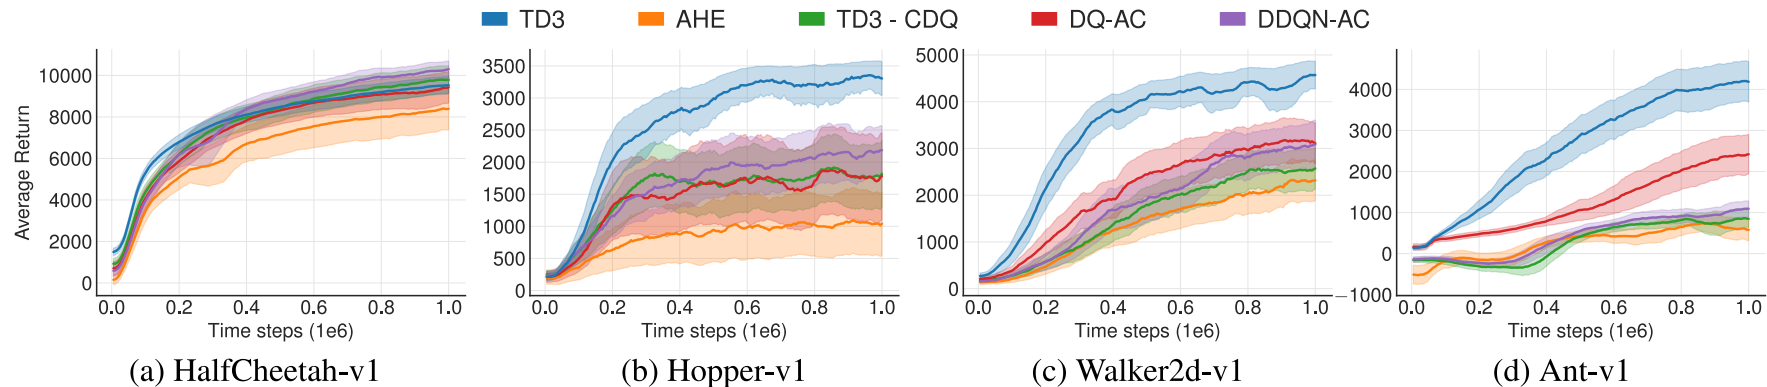 TD3 AHE TD3 - CDQ DQ-AC DDQN-AC
Average Return
10000
8000
6000
4000
2000
0
0.0 0.2 0.4 0.6 0.8 1.0
Time steps (1e6)
(a) HalfCheetah-v1
3500
3000
2500
2000
1500
1000
500
0
0.0 0.2 0.4 0.6 0.8 1.0
Time steps (1e6)
(b) Hopper-v1
5000
4000
3000
2000
1000
0
0.0 0.2 0.4 0.6 0.8 1.0
Time steps (1e6)
(c) Walker2d-v1
4000
3000
2000
1000
0
−1000
0.0 0.2 0.4 0.6 0.8 1.0
Time steps (1e6)
(d) Ant-v1